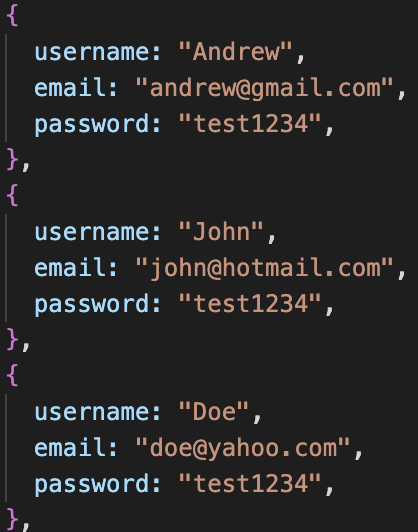 {
username: "Andrew",
email: "andrew@gmail.com",
password: "test1234",
},
{
username: "John",
email: "john@hotmail.com",
password: "test1234",
},
{
username: "Doe",
email: "doe@yahoo.com",
password: "test1234",
},